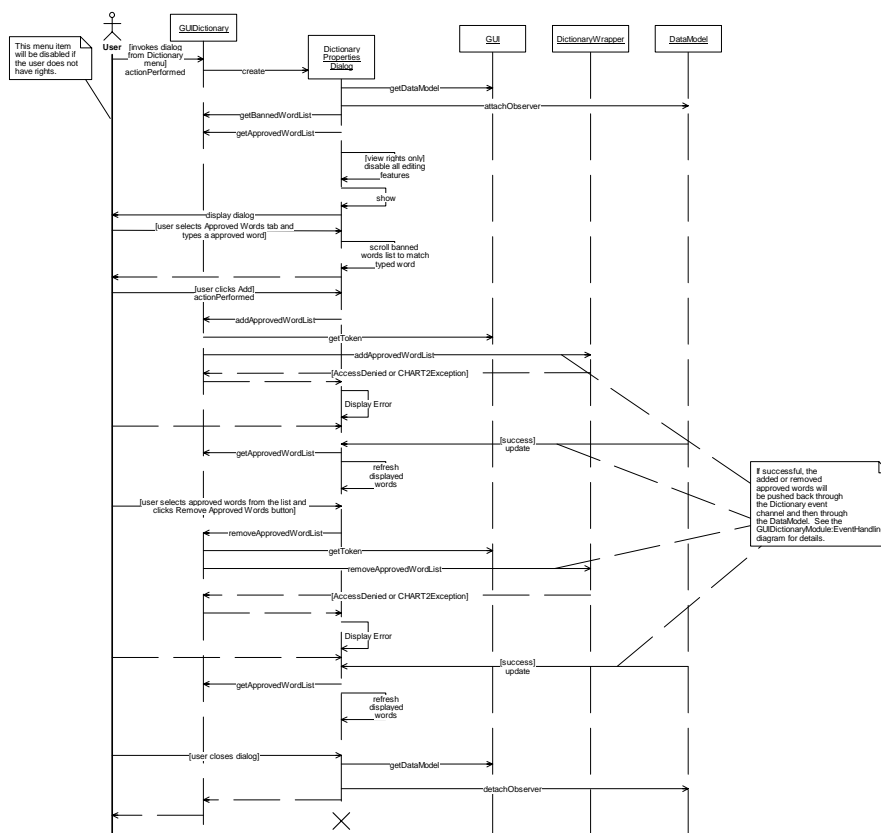 GUIDictionary
Dictionary
Properties
Dialog
GUI
DictionaryWrapper
DataModel
This menu item
will be disabled if
the user does not
have rights.
User
[invokes dialog
from Dictionary
menu]
actionPerformed
create
getDataModel
attachObserver
getBannedWordList
getApprovedWordList
[view rights only]
disable all editing
features
show
display dialog
[user selects Approved Words tab and
types a approved word]
scroll banned
words list to match
typed word
[user clicks Add]
actionPerformed
addApprovedWordList
getToken
addApprovedWordList
[AccessDenied or CHART2Exception]
Display Error
[success]
update
getApprovedWordList
refresh
displayed
words
If successful, the
added or removed
approved words will
be pushed back through
the Dictionary event
channel and then through
the DataModel. See the
GUIDictionaryModule:EventHandlin
diagram for details.
[user selects approved words from the list and
clicks Remove Approved Words button]
removeApprovedWordList
getToken
removeApprovedWordList
[AccessDenied or CHART2Exception]
Display Error
[success]
update
getApprovedWordList
refresh
displayed
words
[user closes dialog]
getDataModel
detachObserver